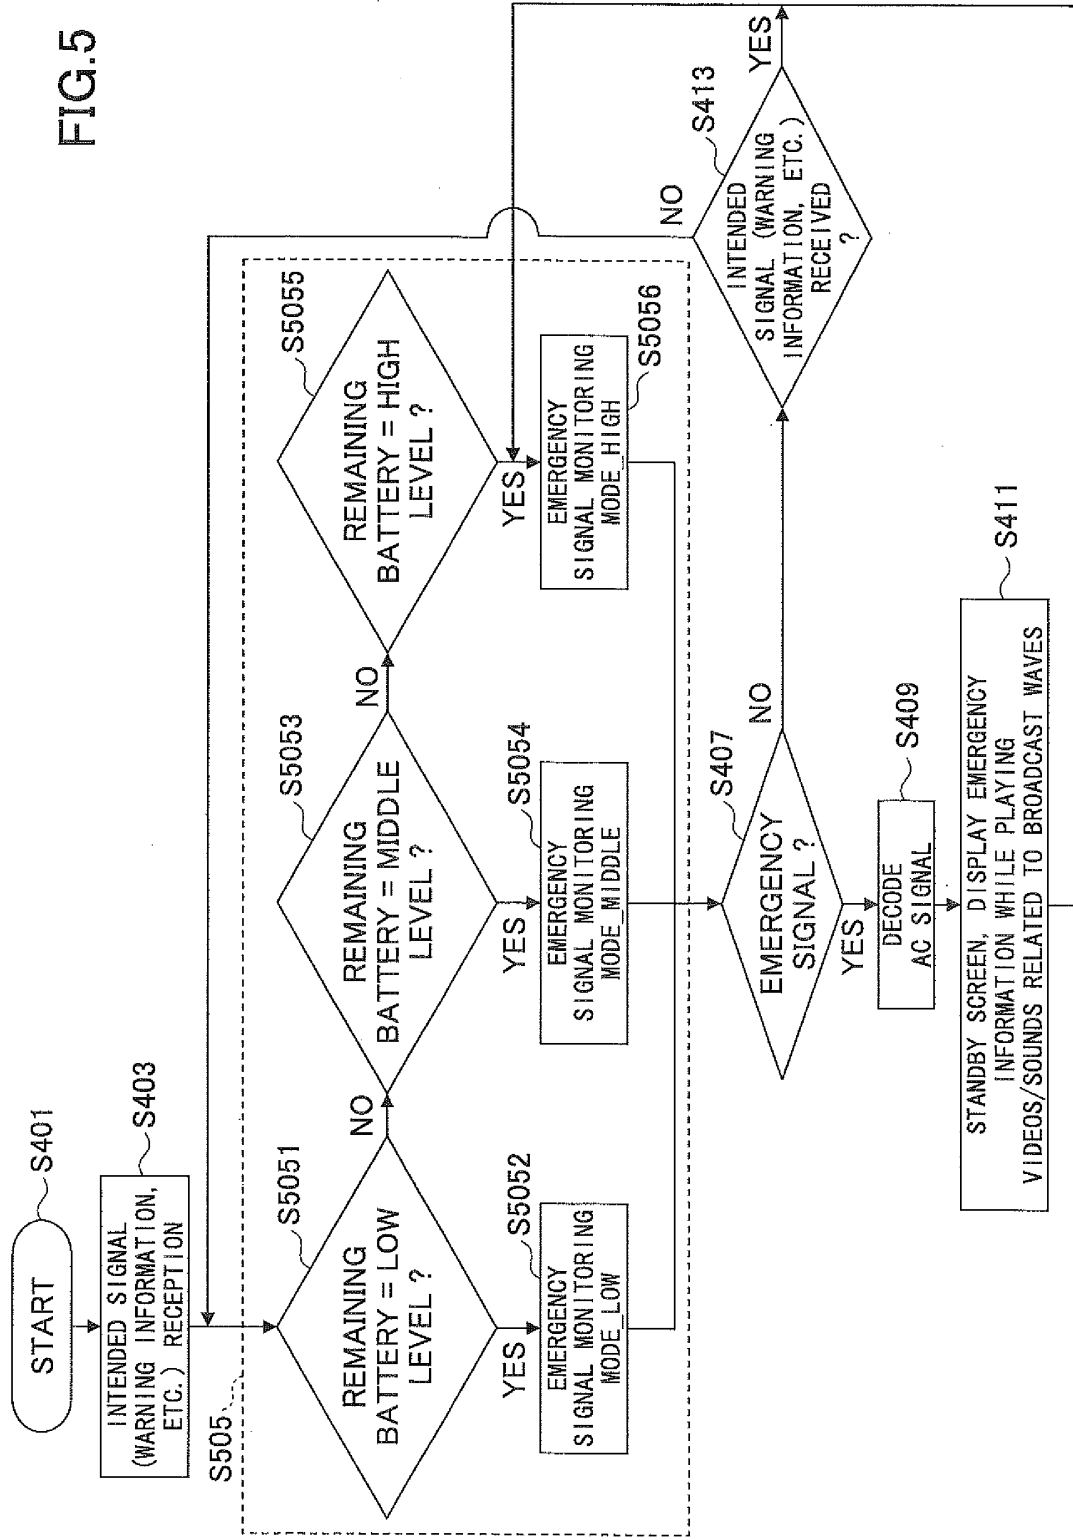 FIG.5
START
S401
INTENDED SIGNAL
(WARNING INFORMATION,
ETC.) RECEPTION
S403
S505
REMAINING
BATTERY = LOW
LEVEL ?
S5051
NO
YES
EMERGENCY
SIGNAL MONITORING
MODE_LOW
S5052
REMAINING
BATTERY = MIDDLE
LEVEL ?
S5053
NO
YES
EMERGENCY
SIGNAL MONITORING
MODE_MIDDLE
S5054
REMAINING
BATTERY = HIGH
LEVEL ?
S5055
YES
EMERGENCY
SIGNAL MONITORING
MODE_HIGH
S5056
EMERGENCY
SIGNAL ?
S407
NO
YES
DECODE
AC SIGNAL
S409
STANDBY SCREEN, DISPLAY EMERGENCY
INFORMATION WHILE PLAYING
VIDEOS/SOUNDS RELATED TO BROADCAST WAVES
S411
INTENDED
SIGNAL (WARNING
INFORMATION, ETC.)
RECEIVED
?
S413
NO
YES